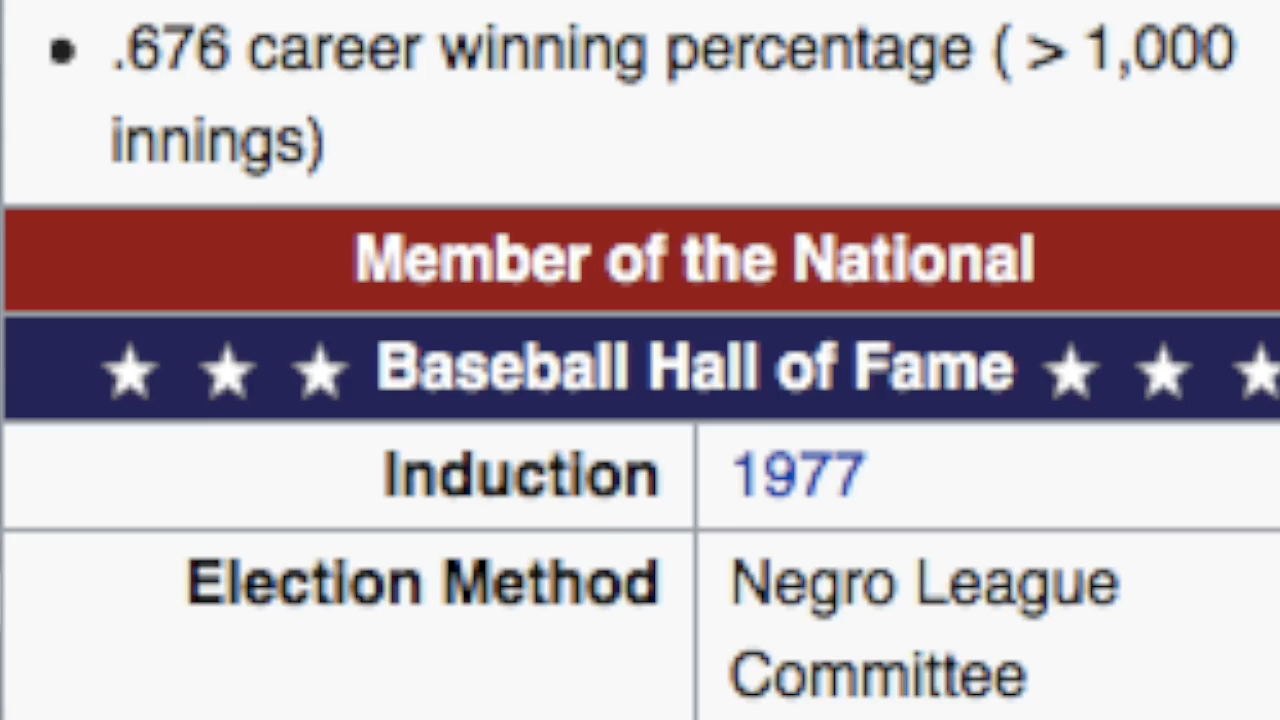 • .676 career winning percentage ( > 1,000
innings)
Member of the National
★ ★ ★ Baseball Hall of Fame ★ ★ ★
Induction 1977
Election Method Negro League
Committee